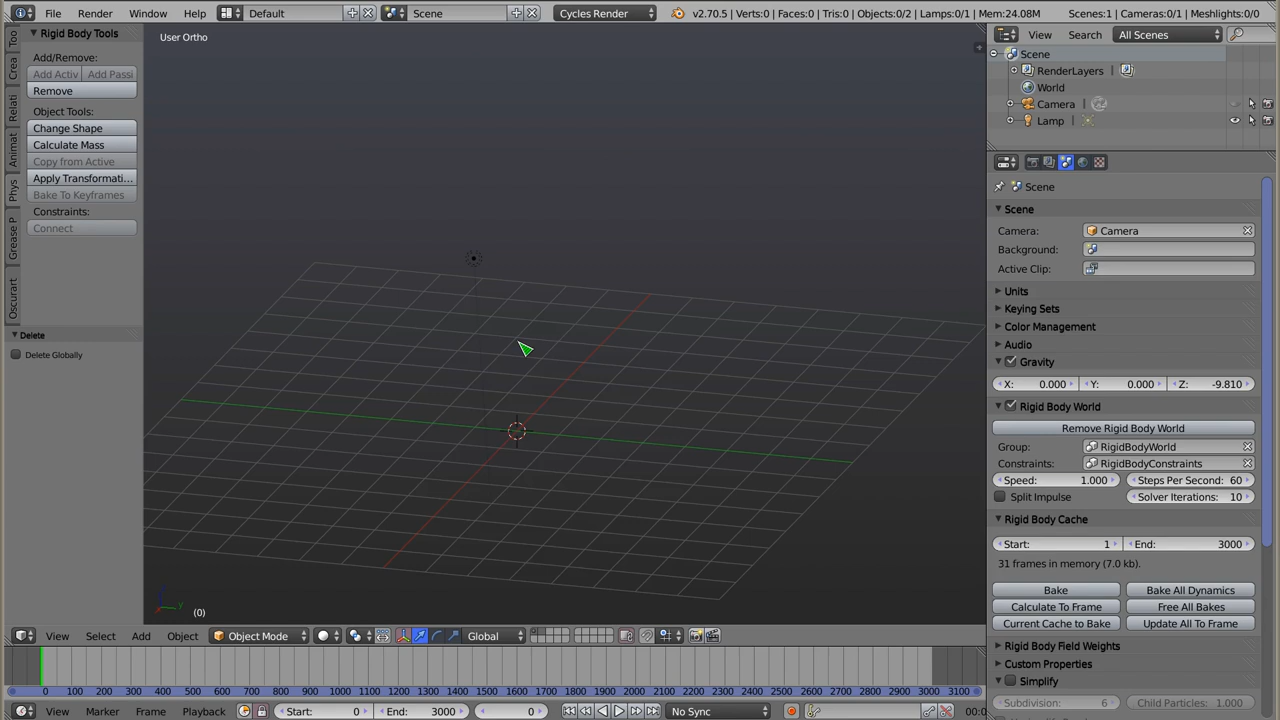 File Render Window Help Default Scene Cycles Render v2.70.5 | Verts:0 | Faces:0 | Tris:0 | Objects:0/2 | Lamps:0/1 | Mem:24.08M Scenes:1 | Cameras:0/1 | Meshlights:0/0
Rigid Body Tools
Add/Remove:
Add Activ Add Passi
Remove
Object Tools:
Change Shape
Calculate Mass
Copy from Active
Apply Transformati...
Bake To Keyframes
Constraints:
Connect
Too
Crea
Relati
Animat
Phys
Grease P
Oscurart
Delete
Delete Globally
User Ortho
(0)
View Select Add Object Object Mode Global
0 100 200 300 400 500 600 700 800 900 1000 1100 1200 1300 1400 1500 1600 1700 1800 1900 2000 2100 2200 2300 2400 2500 2600 2700 2800 2900 3000 3100
View Marker Frame Playback Start: 0 End: 3000 0 No Sync 00:0
View Search All Scenes
Scene
RenderLayers |
World
Camera |
Lamp |
Scene
Scene
Camera: Camera
Background:
Active Clip:
Units
Keying Sets
Color Management
Audio
Gravity
X: 0.000 Y: 0.000 Z: -9.810
Rigid Body World
Remove Rigid Body World
Group: RigidBodyWorld
Constraints: RigidBodyConstraints
Speed: 1.000 Steps Per Second: 60
Split Impulse Solver Iterations: 10
Rigid Body Cache
Start: 1 End: 3000
31 frames in memory (7.0 kb).
Bake Bake All Dynamics
Calculate To Frame Free All Bakes
Current Cache to Bake Update All To Frame
Rigid Body Field Weights
Custom Properties
Simplify
Subdivision: 6 Child Particles: 1.000